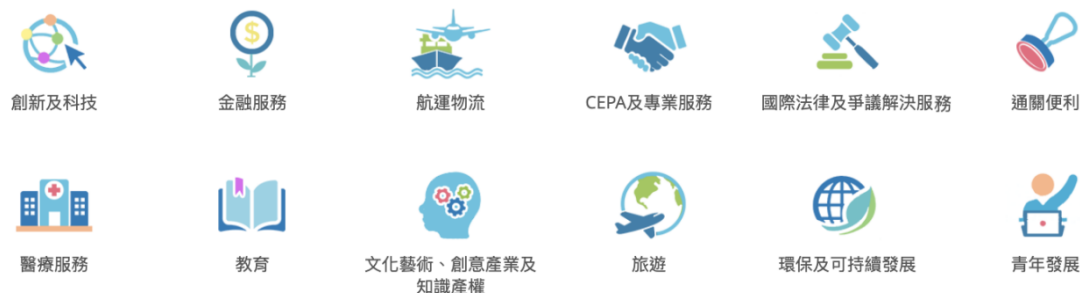 創新及科技
金融服務
航運物流
CEPA及專業服務
國際法律及爭議解決服務
通關便利
醫療服務
教育
文化藝術、創意產業及
知識產權
旅遊
環保及可持續發展
青年發展